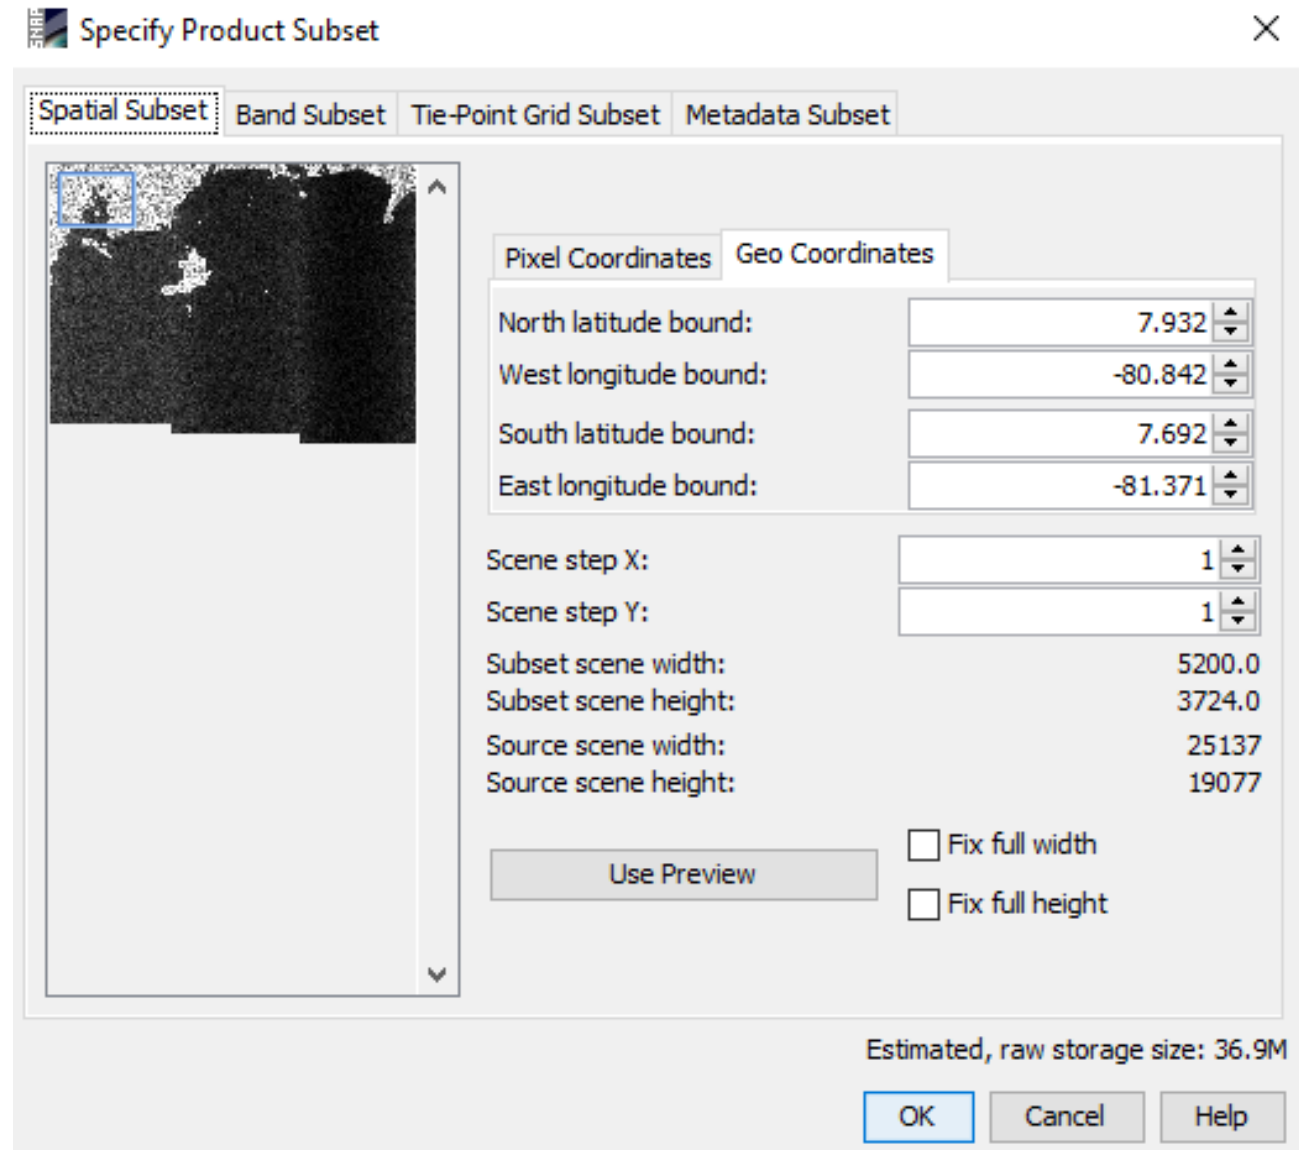 SNAP Specify Product Subset
Spatial Subset Band Subset Tie-Point Grid Subset Metadata Subset
Pixel Coordinates Geo Coordinates
North latitude bound: 7.932
West longitude bound: -80.842
South latitude bound: 7.692
East longitude bound: -81.371
Scene step X: 1
Scene step Y: 1
Subset scene width: 5200.0
Subset scene height: 3724.0
Source scene width: 25137
Source scene height: 19077
Use Preview
Fix full width
Fix full height
Estimated, raw storage size: 36.9M
OK Cancel Help